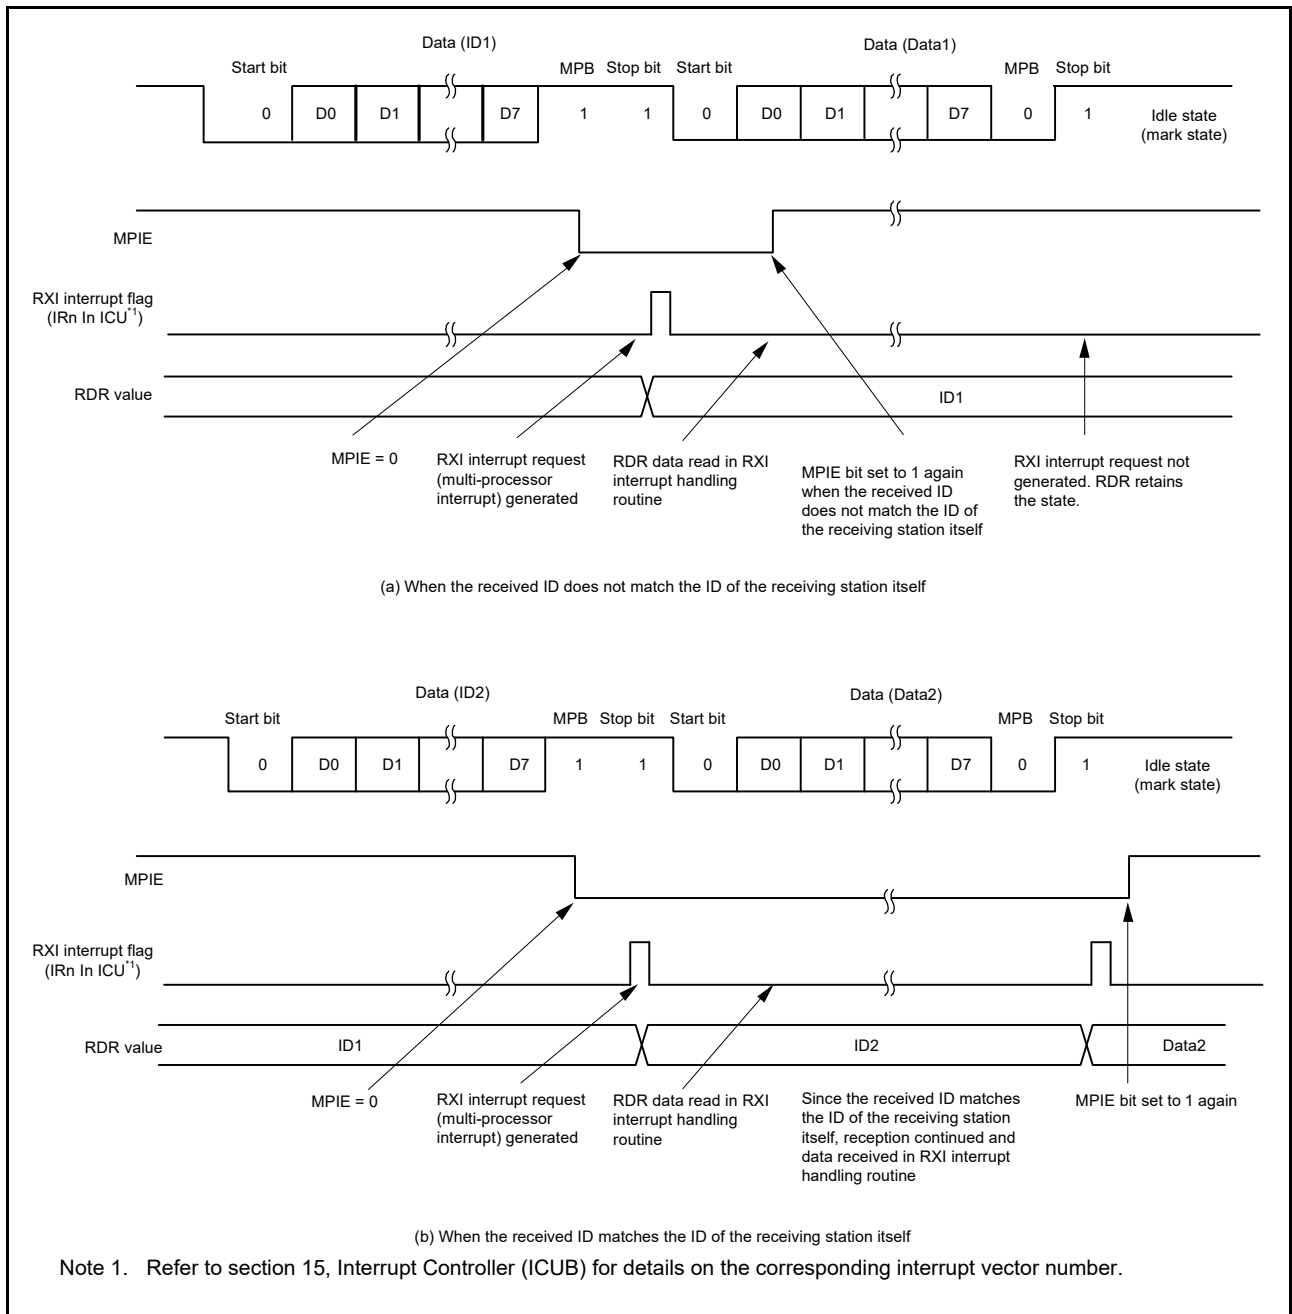 Data (ID1) Data (Data1)
Start bit MPB Stop bit Start bit MPB Stop bit
0 D0 D1 D7 1 1 0 D0 D1 D7 0 1 Idle state
(mark state)
MPIE
RXI interrupt flag
(IRn In ICU*1)
RDR value ID1
MPIE = 0
RXI interrupt request
(multi-processor
interrupt) generated
RDR data read in RXI
interrupt handling
routine
MPIE bit set to 1 again
when the received ID
does not match the ID of
the receiving station itself
RXI interrupt request not
generated. RDR retains
the state.
(a) When the received ID does not match the ID of the receiving station itself
Data (ID2) Data (Data2)
Start bit MPB Stop bit Start bit MPB Stop bit
0 D0 D1 D7 1 1 0 D0 D1 D7 0 1 Idle state
(mark state)
MPIE
RXI interrupt flag
(IRn In ICU*1)
RDR value ID1 ID2 Data2
MPIE = 0
RXI interrupt request
(multi-processor
interrupt) generated
RDR data read in RXI
interrupt handling
routine
Since the received ID matches
the ID of the receiving station
itself, reception continued and
data received in RXI interrupt
handling routine
MPIE bit set to 1 again
(b) When the received ID matches the ID of the receiving station itself
Note 1. Refer to section 15, Interrupt Controller (ICUB) for details on the corresponding interrupt vector number.